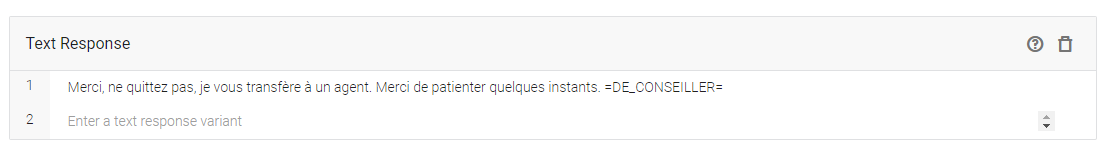 Text Response
1 Merci, ne quittez pas, je vous transfère à un agent. Merci de patienter quelques instants. =DE_CONSEILLER=
2 Enter a text response variant